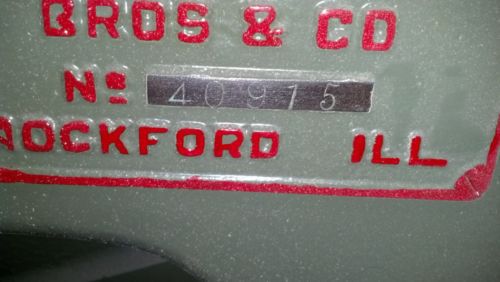 BROS & CO
No 40915
ROCKFORD ILL